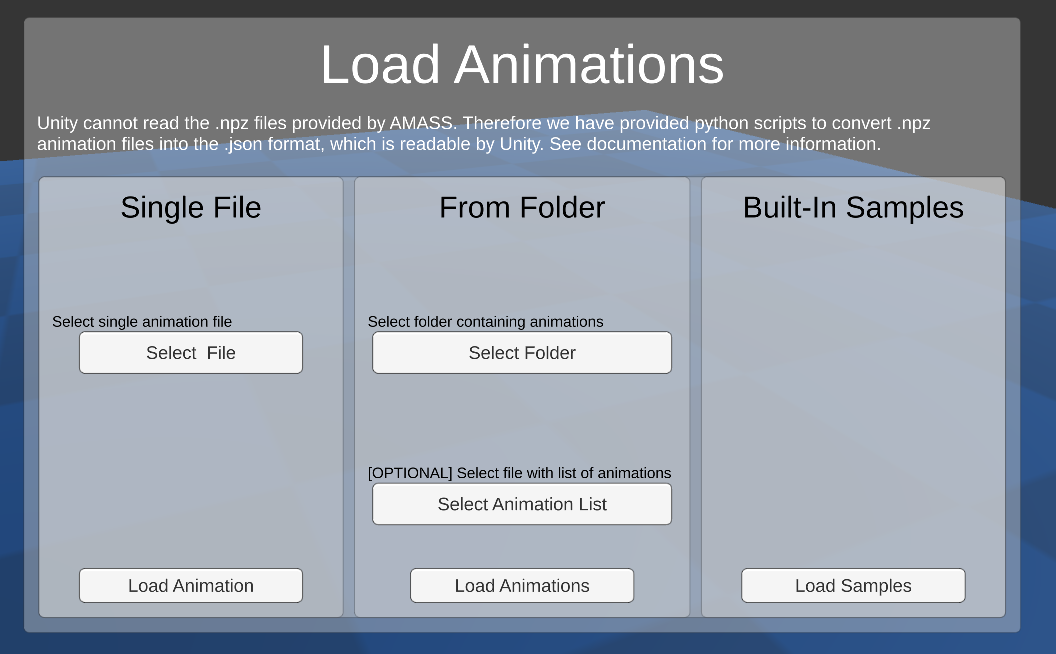 Load Animations
Unity cannot read the .npz files provided by AMASS. Therefore we have provided python scripts to convert .npz
animation files into the .json format, which is readable by Unity. See documentation for more information.
Single File
Select single animation file
Select  File
Load Animation
From Folder
Select folder containing animations
Select Folder
[OPTIONAL] Select file with list of animations
Select Animation List
Load Animations
Built-In Samples
Load Samples